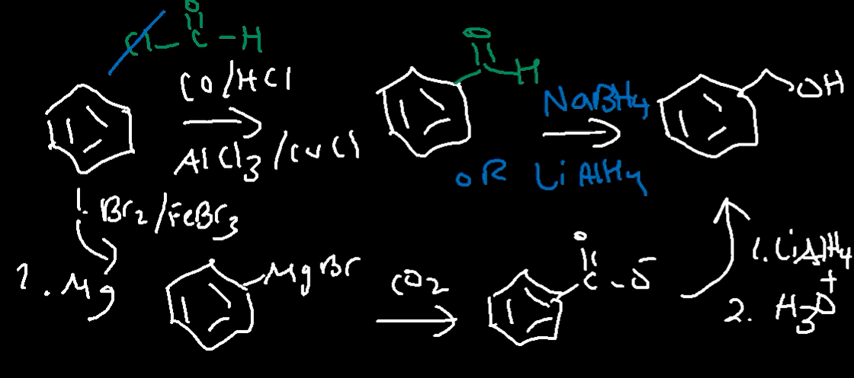 O
Cl-C-H
CO/HCl
AlCl3/CuCl
O
H
NaBH4
OR LiAlH4
OH
1. Br2/FeBr3
2. Mg
MgBr
CO2
O
C-O-
1. LiAlH4
2. H3O+